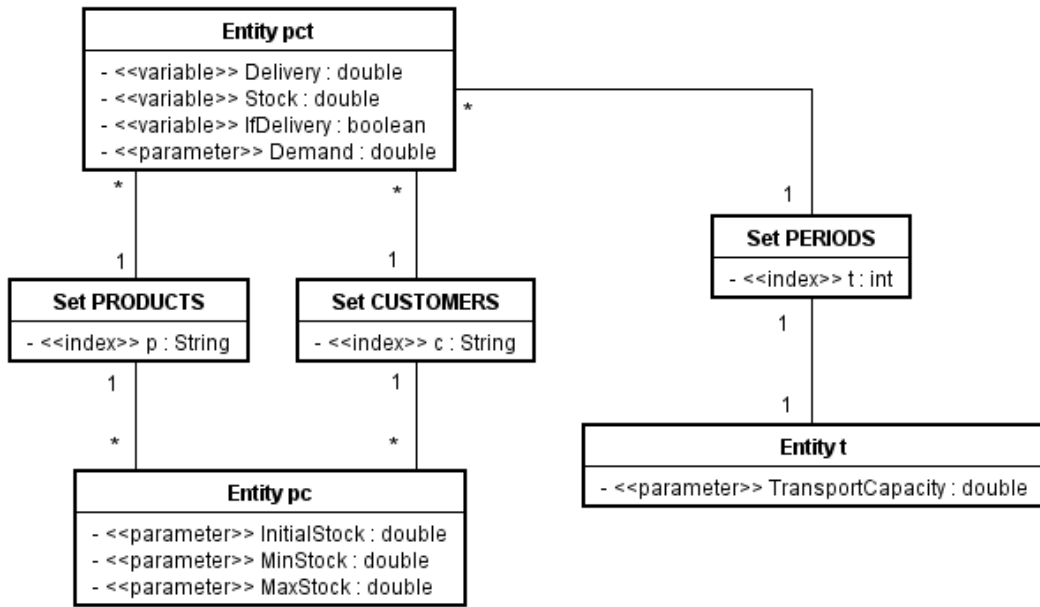 Entity pct
- <<variable>> Delivery : double
- <<variable>> Stock : double
- <<variable>> IfDelivery : boolean
- <<parameter>> Demand : double
*
*
*
1
1
1
Set PERIODS
- <<index>> t : int
Set PRODUCTS
- <<index>> p : String
Set CUSTOMERS
- <<index>> c : String
1
1
1
*
*
1
Entity t
- <<parameter>> TransportCapacity : double
Entity pc
- <<parameter>> InitialStock : double
- <<parameter>> MinStock : double
- <<parameter>> MaxStock : double